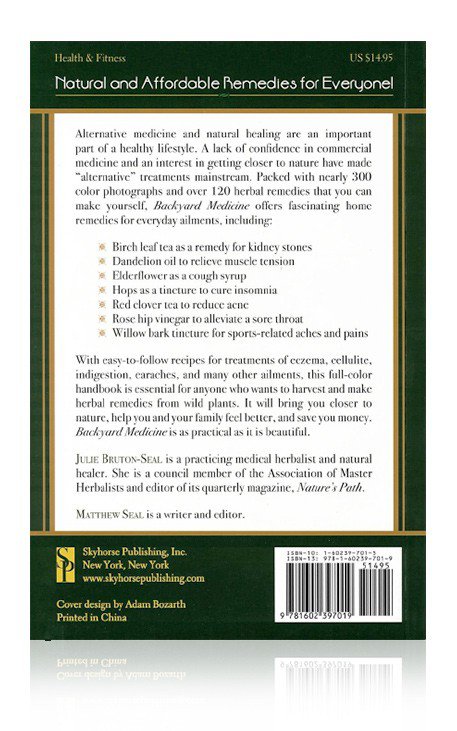 Health & Fitness US $14.95
Natural and Affordable Remedies for Everyone!
Alternative medicine and natural healing are an important
part of a healthy lifestyle. A lack of confidence in commercial
medicine and an interest in getting closer to nature have made
"alternative" treatments mainstream. Packed with nearly 300
color photographs and over 120 herbal remedies that you can
make yourself, Backyard Medicine offers fascinating home
remedies for everyday ailments, including:
Birch leaf tea as a remedy for kidney stones
Dandelion oil to relieve muscle tension
Elderflower as a cough syrup
Hops as a tincture to cure insomnia
Red clover tea to reduce acne
Rose hip vinegar to alleviate a sore throat
Willow bark tincture for sports-related aches and pains
With easy-to-follow recipes for treatments of eczema, cellulite,
indigestion, earaches, and many other ailments, this full-color
handbook is essential for anyone who wants to harvest and make
herbal remedies from wild plants. It will bring you closer to
nature, help you and your family feel better, and save you money.
Backyard Medicine is as practical as it is beautiful.
JULIE BRUTON-SEAL is a practicing medical herbalist and natural
healer. She is a council member of the Association of Master
Herbalists and editor of its quarterly magazine, Nature's Path.
MATTHEW SEAL is a writer and editor.
SP
Skyhorse Publishing, Inc.
New York, New York
www.skyhorsepublishing.com
Cover design by Adam Bozarth
Printed in China
ISBN-10: 1-60239-701-5
ISBN-13: 978-1-60239-701-9
51495
9 781602 397019